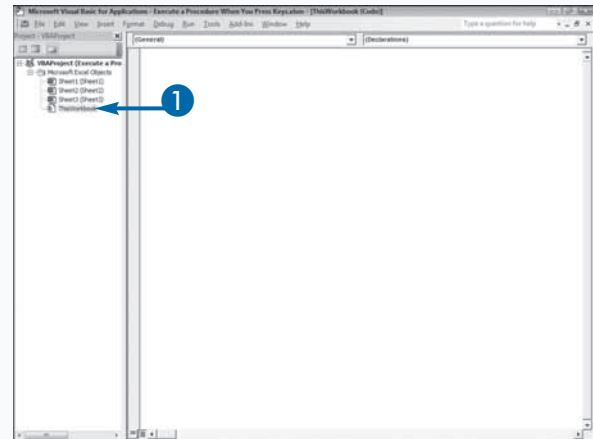 Microsoft Visual Basic for Applications - Execute a Procedure When You Press Keys.xlsm - [ThisWorkbook (Code)]
File Edit View Insert Format Debug Run Tools Add-Ins Window Help
Type a question for help
Project - VBAProject
(General)
(Declarations)
VBAProject (Execute a Pro
Microsoft Excel Objects
Sheet1 (Sheet1)
Sheet2 (Sheet2)
Sheet3 (Sheet3)
ThisWorkbook
1